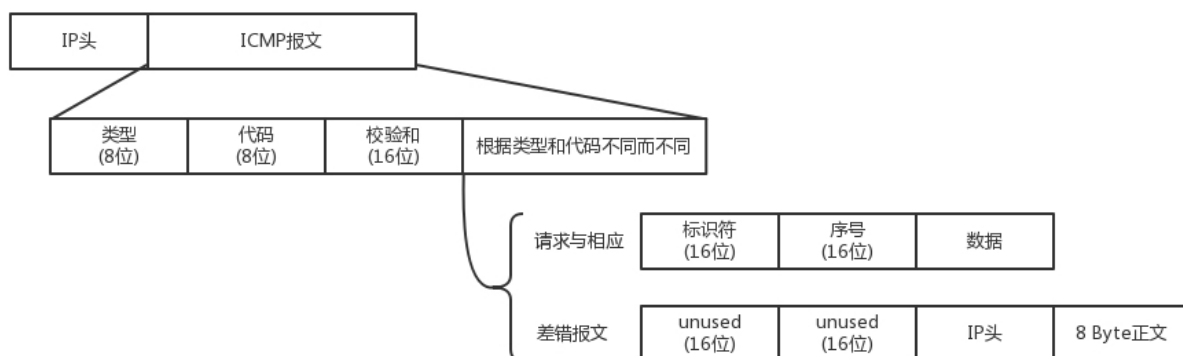 IP头
ICMP报文
类型
(8位)
代码
(8位)
校验和
(16位)
根据类型和代码不同而不同
请求与相应
标识符
(16位)
序号
(16位)
数据
差错报文
unused
(16位)
unused
(16位)
IP头
8 Byte正文